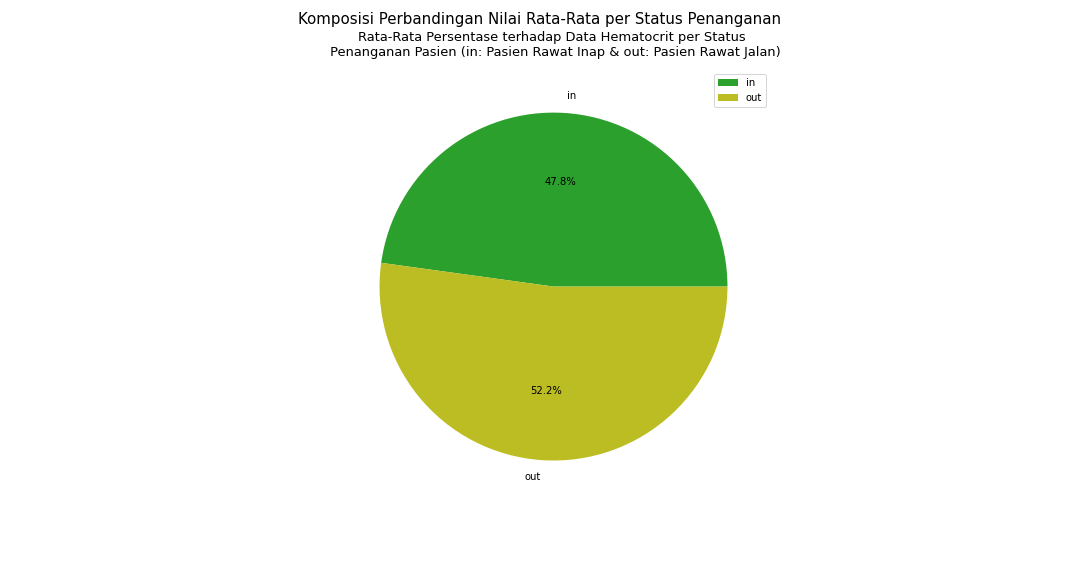 Komposisi Perbandingan Nilai Rata-Rata per Status Penanganan
Rata-Rata Persentase terhadap Data Hematocrit per Status
Penanganan Pasien (in: Pasien Rawat Inap & out: Pasien Rawat Jalan)
in
out
in
47.8%
52.2%
out